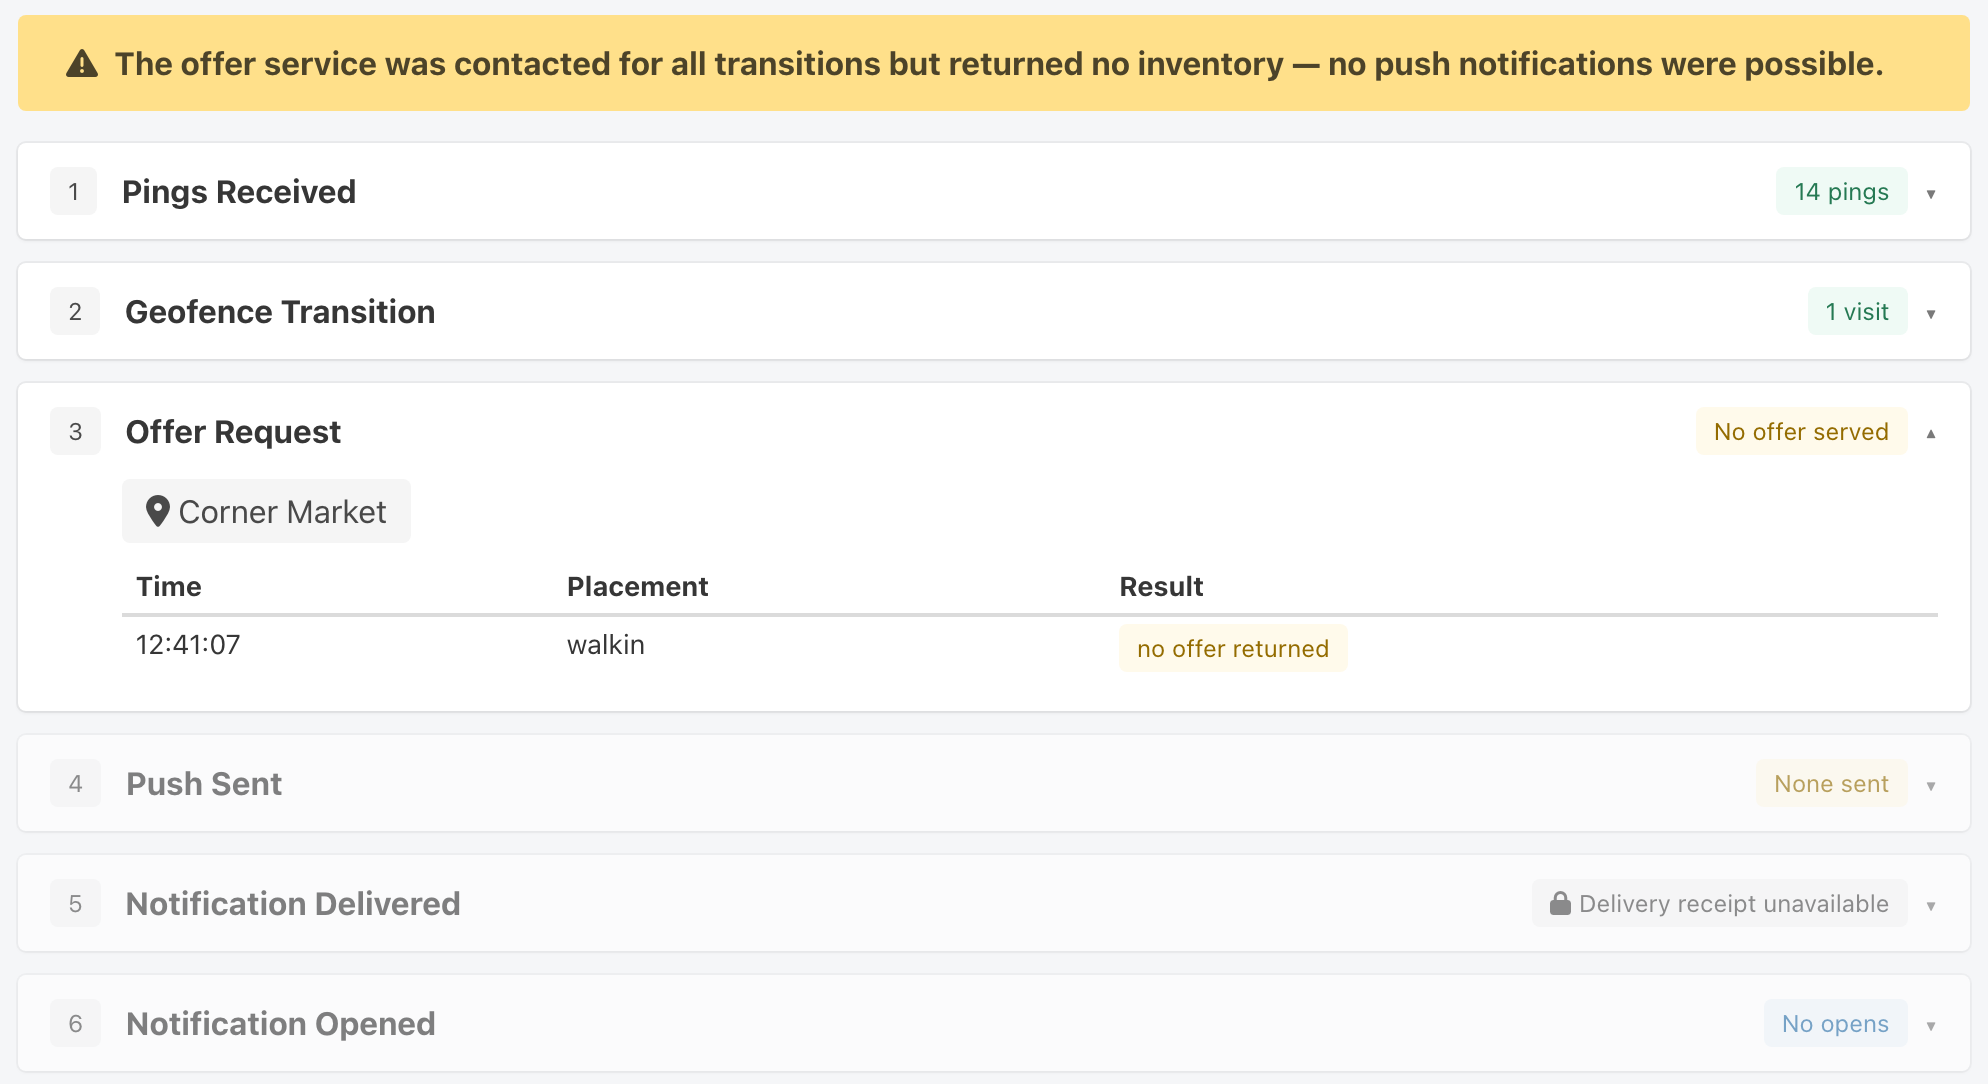 The offer service was contacted for all transitions but returned no inventory — no push notifications were possible.
1 Pings Received 14 pings
2 Geofence Transition 1 visit
3 Offer Request No offer served
Corner Market
Time Placement Result
12:41:07 walkin no offer returned
4 Push Sent None sent
5 Notification Delivered Delivery receipt unavailable
6 Notification Opened No opens